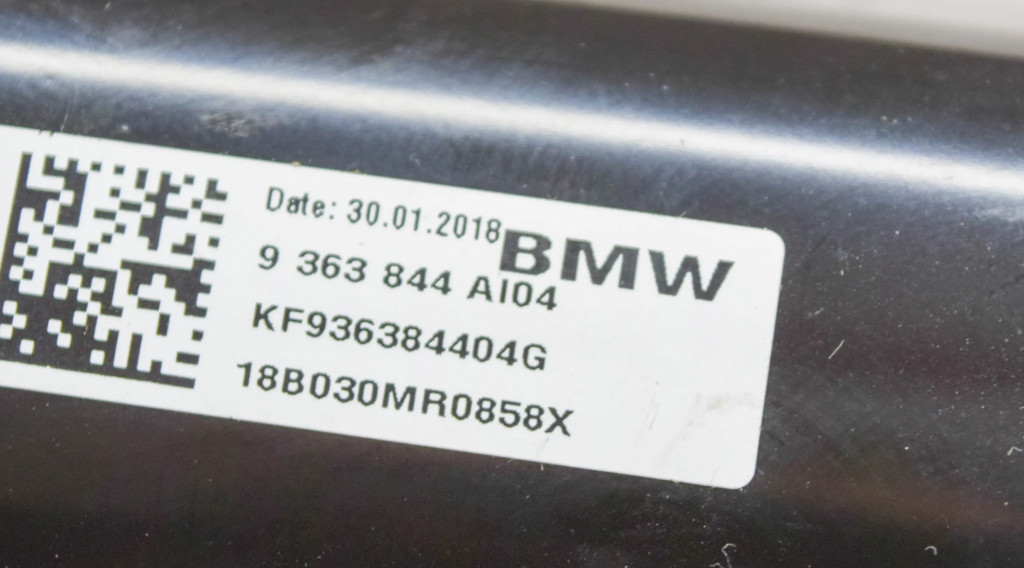 Date: 30.01.2018
BMW
9 363 844 AI04
KF936384404G
18B030MR0858X